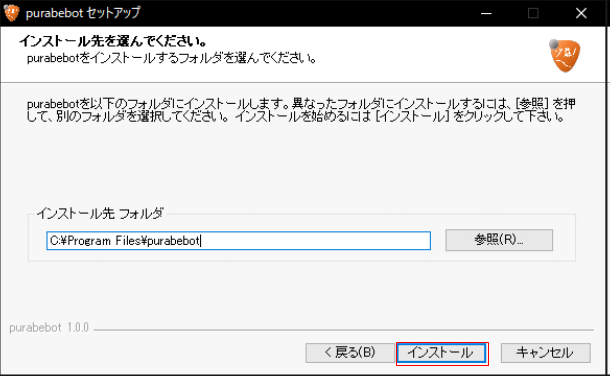 purabebot セットアップ
インストール先を選んでください。
purabebotをインストールするフォルダを選んでください。
purabebotを以下のフォルダにインストールします。異なったフォルダにインストールするには、[参照] を押
して、別のフォルダを選択してください。 インストールを始めるには [インストール] をクリックして下さい。
インストール先 フォルダ
C:¥Program Files¥purabebot
参照(R)...
purabebot 1.0.0
< 戻る(B)
インストール
キャンセル